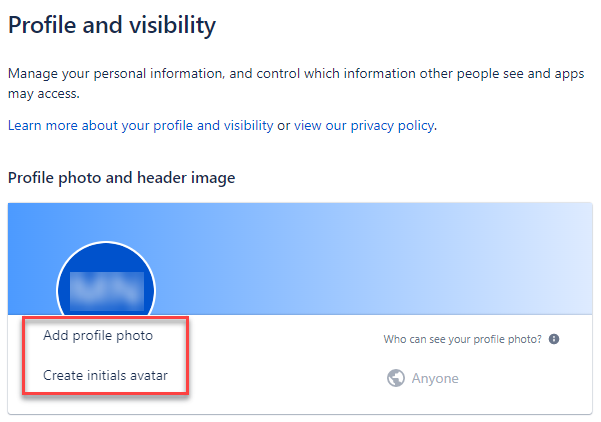 Profile and visibility
Manage your personal information, and control which information other people see and apps
may access.
Learn more about your profile and visibility or view our privacy policy.
Profile photo and header image
Add profile photo
Who can see your profile photo?
Create initials avatar
Anyone